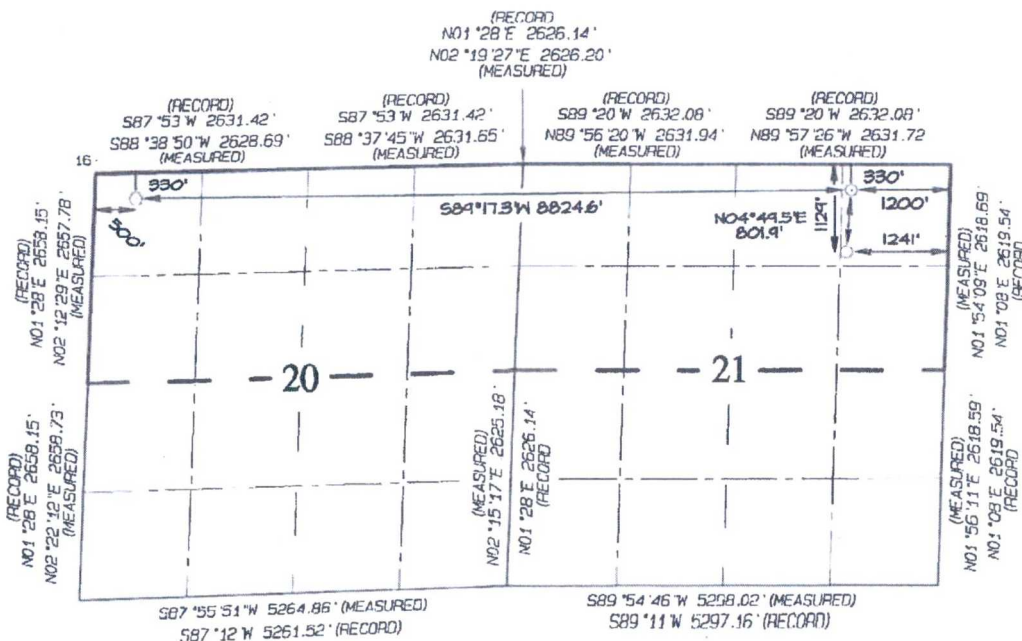 (RECORD
N01°28'E 2626.14'
N02°19'27"E 2626.20'
(MEASURED)
(RECORD)
S87°53'W 2631.42'
S88°38'50"W 2628.69'
(MEASURED)
(RECORD)
S87°53'W 2631.42'
S88°37'45"W 2631.65'
(MEASURED)
(RECORD)
S89°20'W 2632.08'
N89°56'20"W 2631.94'
(MEASURED)
(RECORD)
S89°20'W 2632.08'
N89°57'26"W 2631.72
(MEASURED)
16
330'
500'
S89°17.3'W 8824.6'
N04°49.5'E
801.9'
1129'
330'
1200'
1241'
(RECORD)
N01°28'E 2658.15'
N02°12'29"E 2657.78'
(MEASURED)
(MEASURED)
N01°54'09"E 2618.69'
N01°08'E 2619.54'
(RECORD
20
21
(RECORD)
N01°28'E 2658.15'
N02°22'12"E 2658.73'
(MEASURED)
(MEASURED)
N02°15'17"E 2625.18'
N01°28'E 2626.14'
(RECORD
(MEASURED)
N01°56'11"E 2618.59'
N01°08'E 2619.54'
(RECORD
S87°55'51"W 5264.86' (MEASURED)
S87°12'W 5261.52' (RECORD)
S89°54'46"W 5298.02' (MEASURED)
S89°11'W 5297.16' (RECORD)